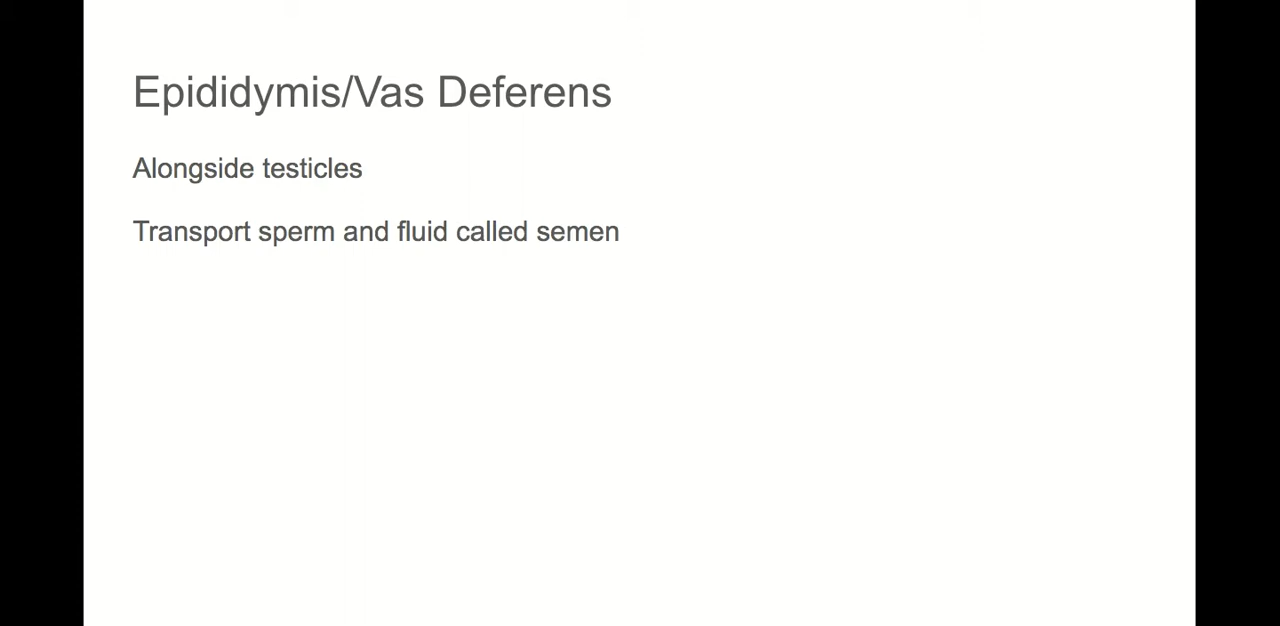 Epididymis/Vas Deferens
Alongside testicles
Transport sperm and fluid called semen